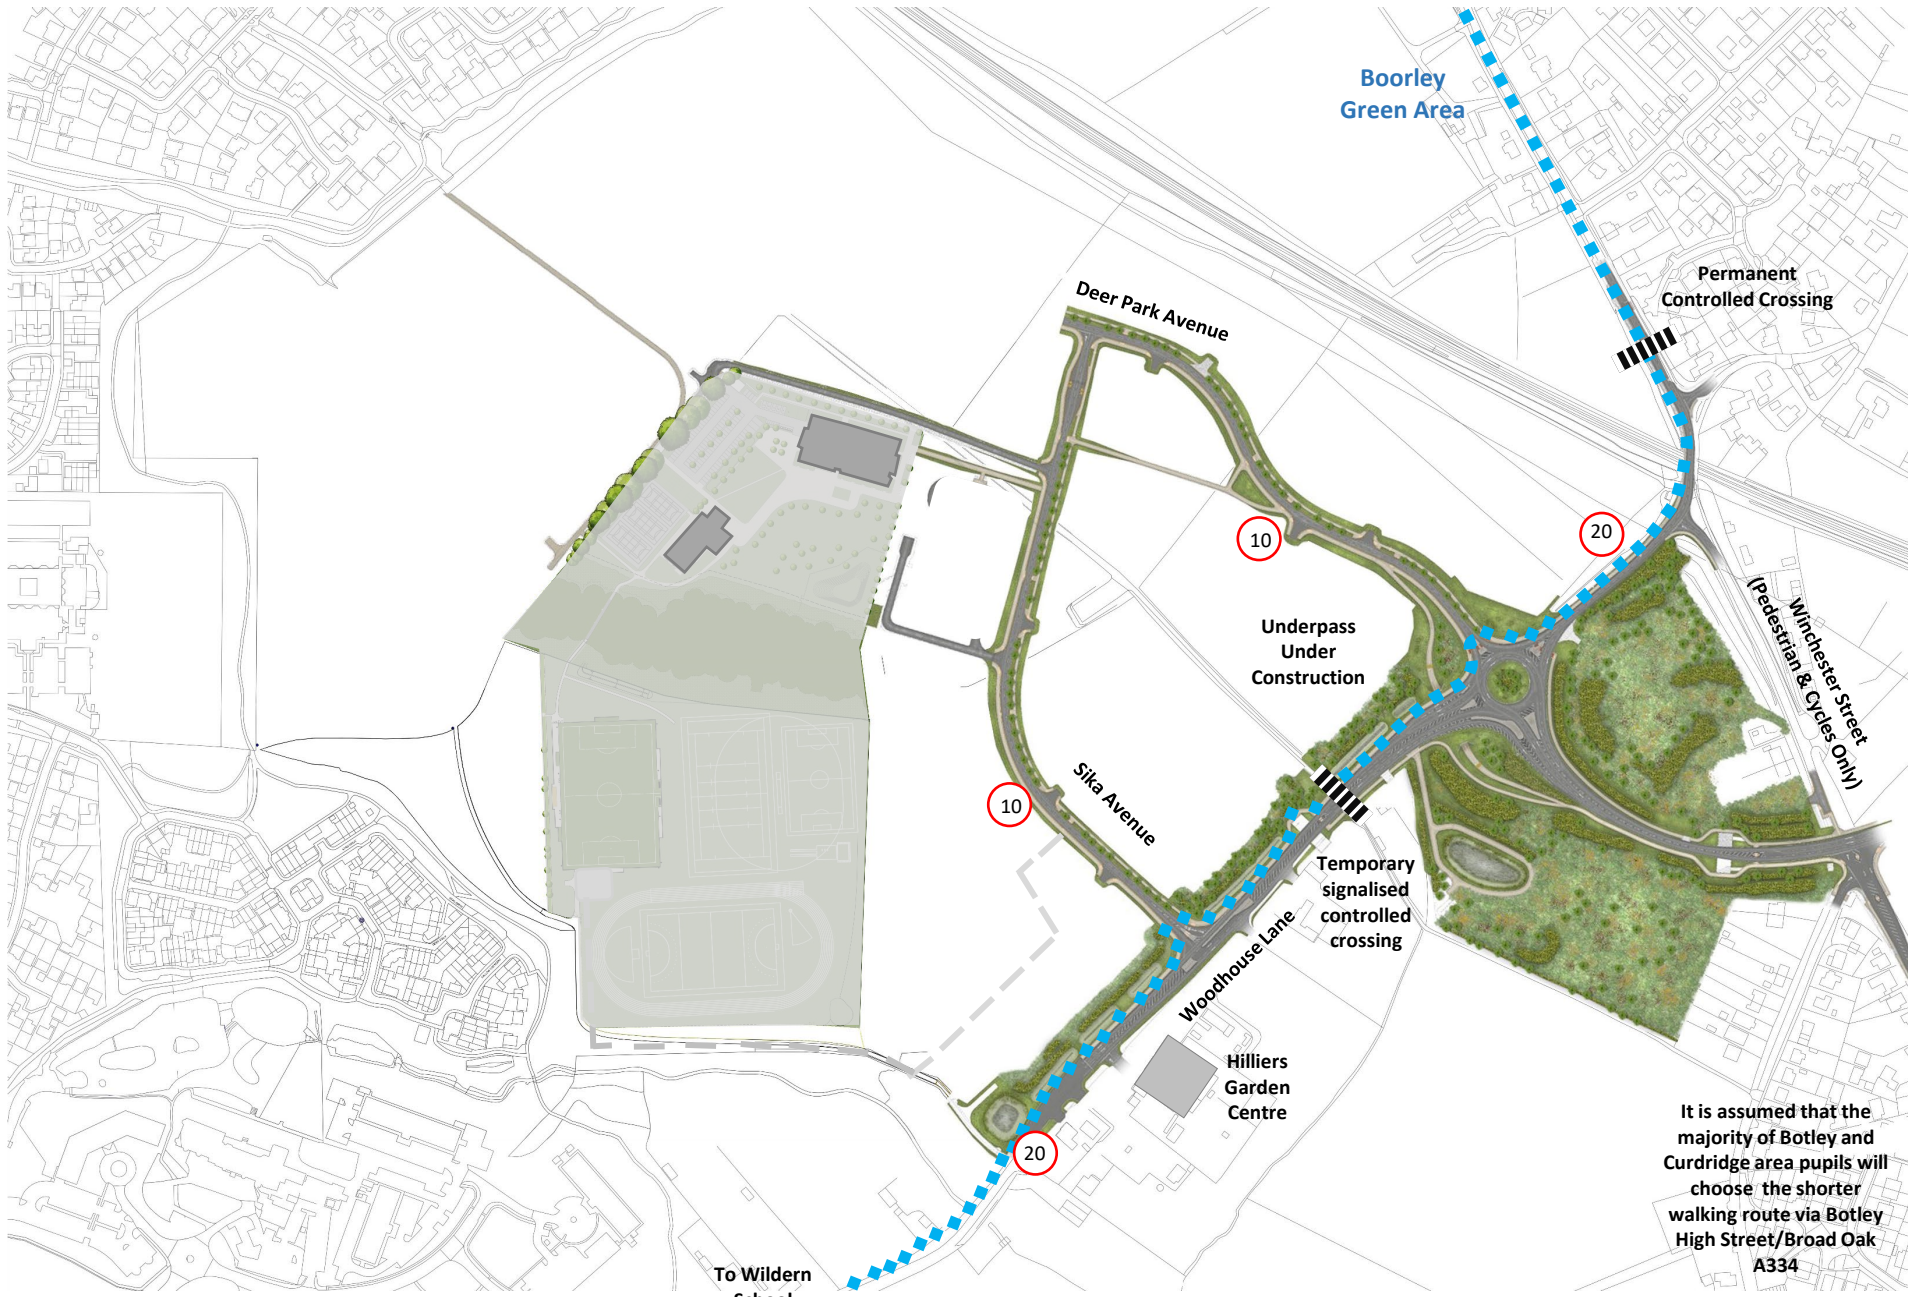 Boorley
Green Area
Permanent
Controlled Crossing
Deer Park Avenue
20
10
Winchester Street
(Pedestrian & Cycles Only)
Underpass
Under
Construction
Sika Avenue
10
Temporary
signalised
controlled
crossing
Woodhouse Lane
Hilliers
Garden
Centre
20
It is assumed that the
majority of Botley and
Curdridge area pupils will
choose the shorter
walking route via Botley
High Street/Broad Oak
A334
To Wildern
School